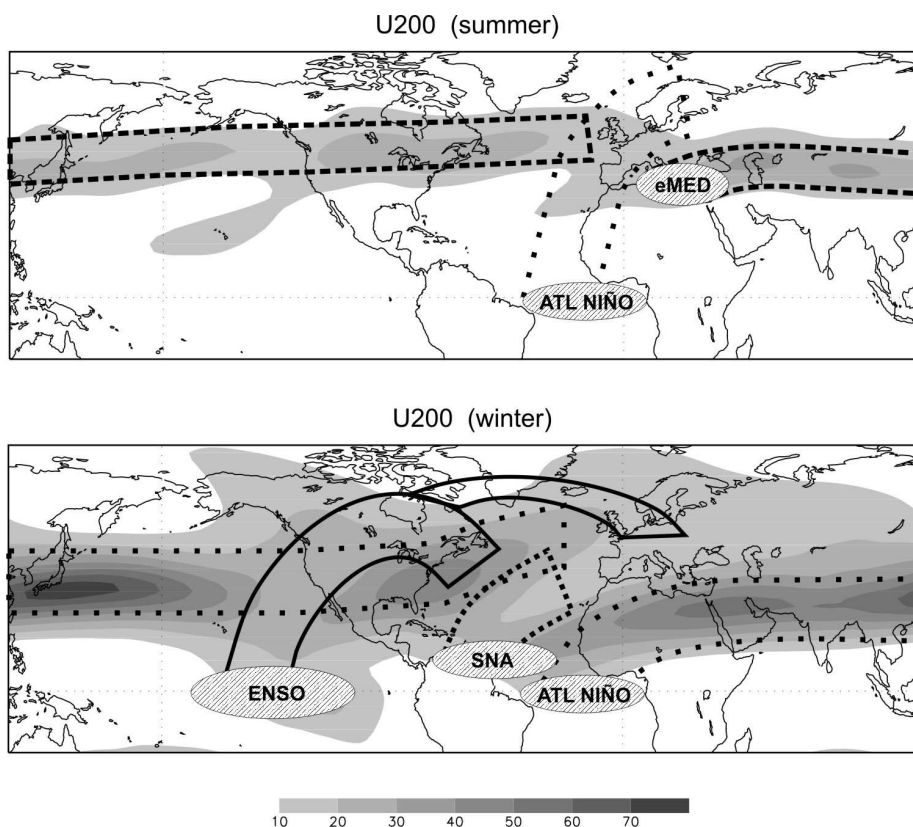 U200 (summer)
eMED
ATL NIÑO
U200 (winter)
SNA
ENSO
ATL NIÑO
10 20 30 40 50 60 70